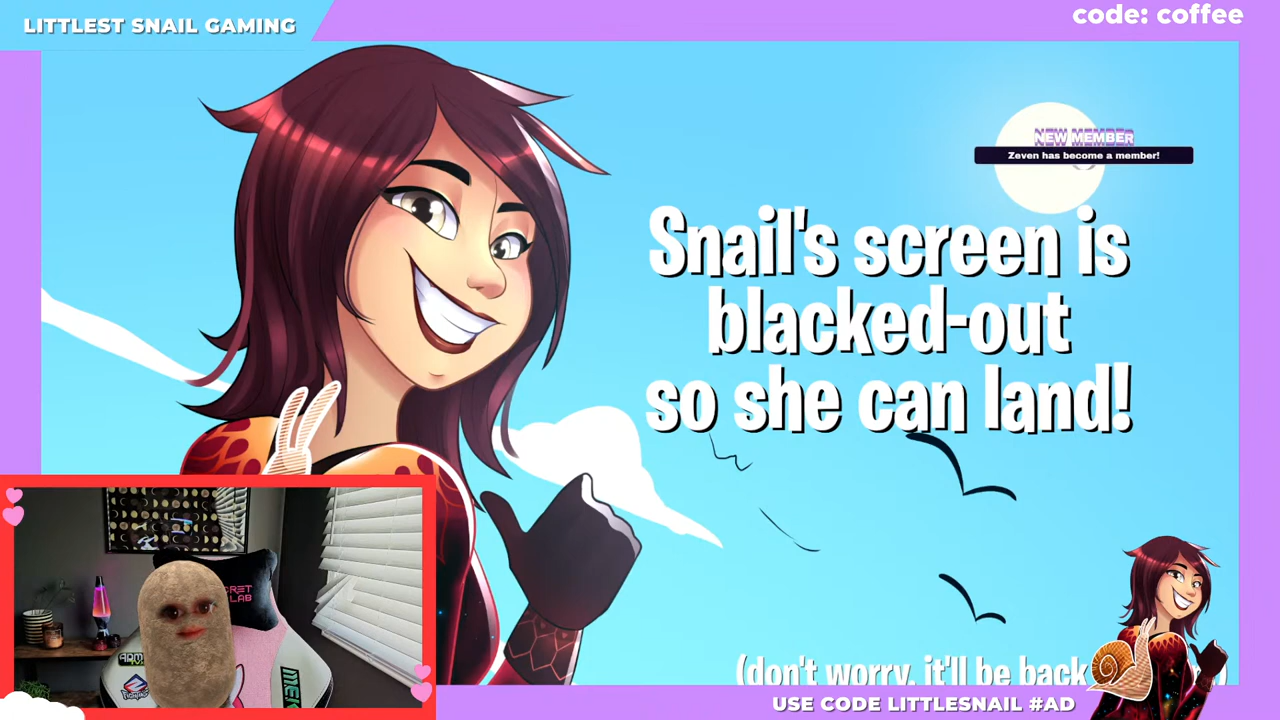 LITTLEST SNAIL GAMING
code: coffee
NEW MEMBER
Zeven has become a member!
Snail's screen is
blacked-out
so she can land!
(don't worry, it'll be back
USE CODE LITTLESNAIL #AD